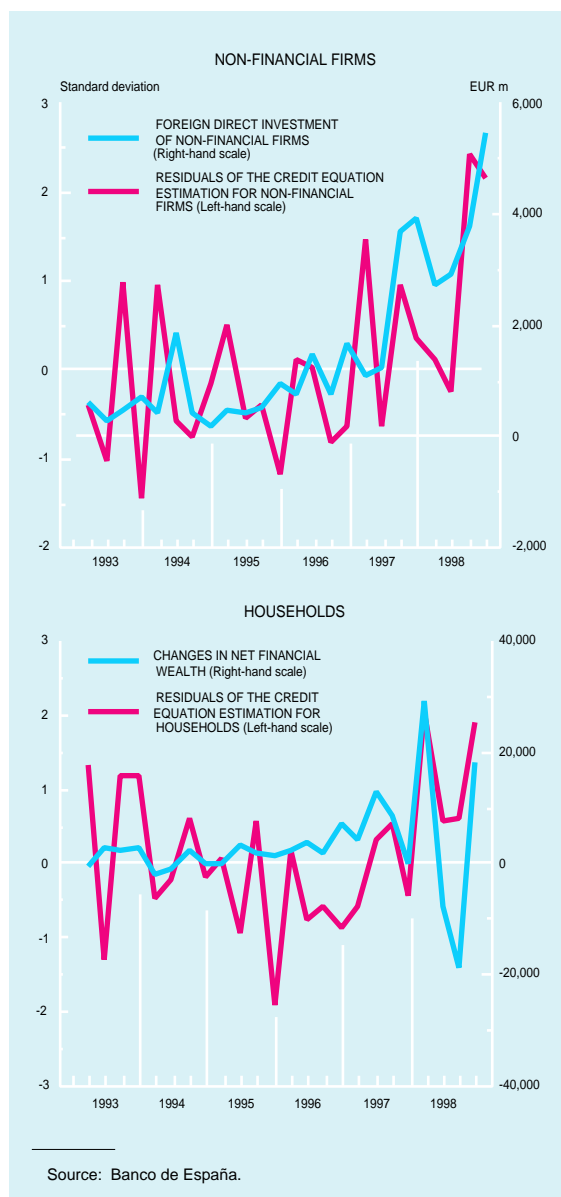 NON-FINANCIAL FIRMS
Standard deviation
EUR m
3
2
1
0
-1
-2
6,000
4,000
2,000
0
-2,000
FOREIGN DIRECT INVESTMENT
OF NON-FINANCIAL FIRMS
(Right-hand scale)
RESIDUALS OF THE CREDIT EQUATION
ESTIMATION FOR NON-FINANCIAL
FIRMS (Left-hand scale)
1993 1994 1995 1996 1997 1998
HOUSEHOLDS
3
2
1
0
-1
-2
-3
40,000
20,000
0
-20,000
-40,000
CHANGES IN NET FINANCIAL
WEALTH (Right-hand scale)
RESIDUALS OF THE CREDIT
EQUATION ESTIMATION FOR
HOUSEHOLDS (Left-hand scale)
1993 1994 1995 1996 1997 1998
Source: Banco de España.